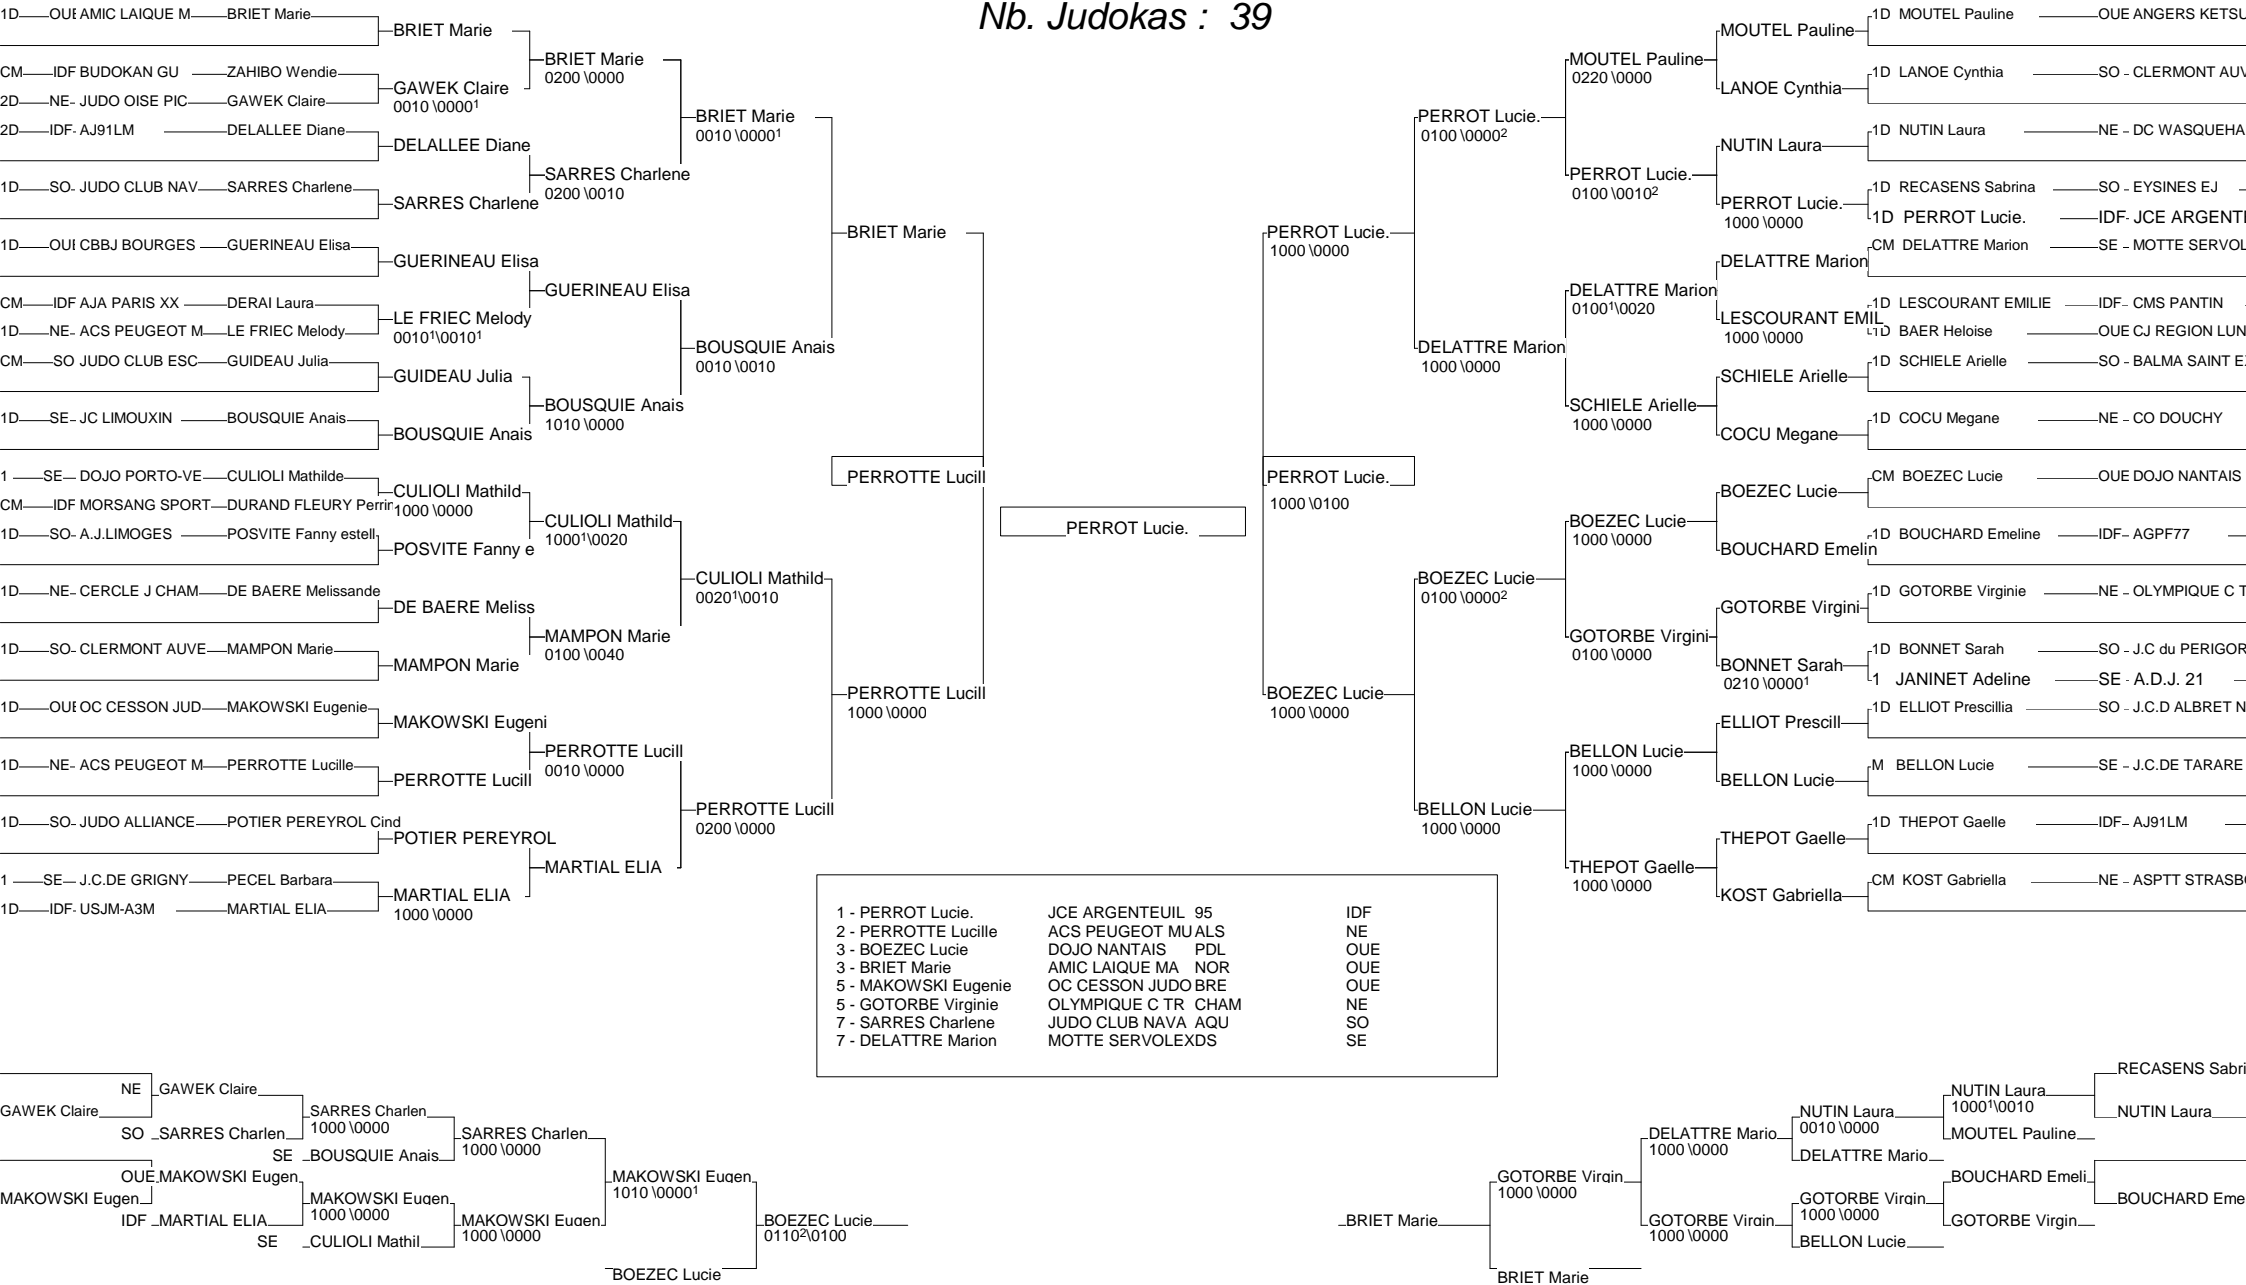 Nb. Judokas : 39
1D OUE AMIC LAIQUE M BRIET Marie
CM IDF BUDOKAN GU ZAHIBO Wendie
2D NE- JUDO OISE PIC GAWEK Claire
2D IDF- AJ91LM DELALLEE Diane
1D SO- JUDO CLUB NAV SARRES Charlene
1D OUE CBBJ BOURGES GUERINEAU Elisa
CM IDF AJA PARIS XX DERAI Laura
1D NE- ACS PEUGEOT M LE FRIEC Melody
CM SO JUDO CLUB ESC GUIDEAU Julia
1D SE- JC LIMOUXIN BOUSQUIE Anais
1 SE DOJO PORTO-VE CULIOLI Mathilde
CM IDF MORSANG SPORT DURAND FLEURY Perrin
1D SO- A.J.LIMOGES POSVITE Fanny estell
1D NE- CERCLE J CHAM DE BAERE Melissande
1D SO- CLERMONT AUVE MAMPON Marie
1D OUE OC CESSON JUD MAKOWSKI Eugenie
1D NE- ACS PEUGEOT M PERROTTE Lucille
1D SO- JUDO ALLIANCE POTIER PEREYROL Cind
1 SE J.C.DE GRIGNY PECEL Barbara
1D IDF- USJM-A3M MARTIAL ELIA
BRIET Marie
GAWEK Claire
0010 \0000¹
DELALLEE Diane
SARRES Charlene
GUERINEAU Elisa
LE FRIEC Melody
0010¹\0010¹
GUIDEAU Julia
BOUSQUIE Anais
CULIOLI Mathild
1000 \0000
POSVITE Fanny e
DE BAERE Meliss
MAMPON Marie
MAKOWSKI Eugeni
PERROTTE Lucill
POTIER PEREYROL
MARTIAL ELIA
1000 \0000
BRIET Marie
0200 \0000
SARRES Charlene
0200 \0010
GUERINEAU Elisa
BOUSQUIE Anais
1010 \0000
CULIOLI Mathild
1000¹\0020
MAMPON Marie
0100 \0040
PERROTTE Lucill
0010 \0000
MARTIAL ELIA
BRIET Marie
0010 \0000¹
BOUSQUIE Anais
0010 \0010
CULIOLI Mathild
0020¹\0010
PERROTTE Lucill
0200 \0000
BRIET Marie
PERROTTE Lucill
PERROTTE Lucill
1000 \0000
PERROT Lucie.
PERROT Lucie.
1000 \0000
PERROT Lucie.
1000 \0100
BOEZEC Lucie
1000 \0000
PERROT Lucie.
0100 \0000²
DELATTRE Marion
1000 \0000
BOEZEC Lucie
0100 \0000²
BELLON Lucie
1000 \0000
MOUTEL Pauline
0220 \0000
PERROT Lucie.
0100 \0010²
DELATTRE Marion
0100¹\0020
SCHIELE Arielle
1000 \0000
BOEZEC Lucie
1000 \0000
GOTORBE Virgini
0100 \0000
BELLON Lucie
1000 \0000
THEPOT Gaelle
1000 \0000
MOUTEL Pauline
LANOE Cynthia
NUTIN Laura
PERROT Lucie.
1000 \0000
DELATTRE Marion
LESCOURANT EMIL
1000 \0000
SCHIELE Arielle
COCU Megane
BOEZEC Lucie
BOUCHARD Emelin
GOTORBE Virgini
BONNET Sarah
0210 \0000¹
ELLIOT Prescill
BELLON Lucie
THEPOT Gaelle
KOST Gabriella
1D MOUTEL Pauline OUE ANGERS KETSU
1D LANOE Cynthia SO - CLERMONT AUV
1D NUTIN Laura NE - DC WASQUEHA
1D RECASENS Sabrina SO - EYSINES EJ
1D PERROT Lucie. IDF- JCE ARGENTE
CM DELATTRE Marion SE - MOTTE SERVOL
1D LESCOURANT EMILIE IDF- CMS PANTIN
1D BAER Heloise OUE CJ REGION LUN
1D SCHIELE Arielle SO - BALMA SAINT EX
1D COCU Megane NE - CO DOUCHY
CM BOEZEC Lucie OUE DOJO NANTAIS
1D BOUCHARD Emeline IDF- AGPF77
1D GOTORBE Virginie NE - OLYMPIQUE C T
1D BONNET Sarah SO - J.C du PERIGOR
1 JANINET Adeline SE - A.D.J. 21
1D ELLIOT Prescillia SO - J.C.D ALBRET N
M BELLON Lucie SE - J.C.DE TARARE
1D THEPOT Gaelle IDF- AJ91LM
CM KOST Gabriella NE - ASPTT STRASBO
1 - PERROT Lucie. JCE ARGENTEUIL 95 IDF
2 - PERROTTE Lucille ACS PEUGEOT MU ALS NE
3 - BOEZEC Lucie DOJO NANTAIS PDL OUE
3 - BRIET Marie AMIC LAIQUE MA NOR OUE
5 - MAKOWSKI Eugenie OC CESSON JUDO BRE OUE
5 - GOTORBE Virginie OLYMPIQUE C TR CHAM NE
7 - SARRES Charlene JUDO CLUB NAVA AQU SO
7 - DELATTRE Marion MOTTE SERVOLEXDS SE
NE GAWEK Claire
GAWEK Claire
SO SARRES Charlen
SARRES Charlen
1000 \0000
SE BOUSQUIE Anais
SARRES Charlen
1000 \0000
OUE MAKOWSKI Eugen
MAKOWSKI Eugen
IDF MARTIAL ELIA
MAKOWSKI Eugen
1000 \0000
SE CULIOLI Mathil
MAKOWSKI Eugen
1000 \0000
MAKOWSKI Eugen
1010 \0000¹
BOEZEC Lucie
BOEZEC Lucie
0110²\0100
BRIET Marie
GOTORBE Virgin
1000 \0000
BRIET Marie
DELATTRE Mario
1000 \0000
GOTORBE Virgin
1000 \0000
NUTIN Laura
0010 \0000
DELATTRE Mario
GOTORBE Virgin
1000 \0000
BELLON Lucie
NUTIN Laura
1000¹\0010
MOUTEL Pauline
BOUCHARD Emeli
GOTORBE Virgin
RECASENS Sabri
NUTIN Laura
BOUCHARD Eme